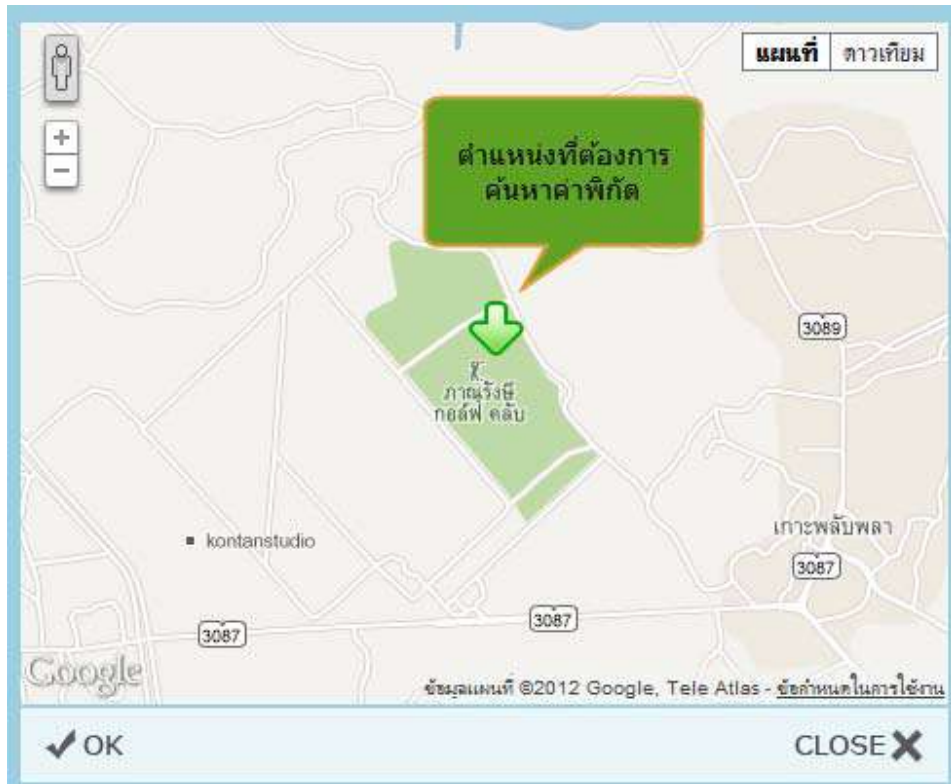 แผนที่ ดาวเทียม
ตำแหน่งที่ต้องการ
ค้นหาค่าพิกัด
3089
ภาณุรังษี
กอล์ฟ คลับ
เกาะพลับพลา
kontanstudio
3087
3087
3087
Google
ข้อมูลแผนที่ ©2012 Google, Tele Atlas - ข้อกำหนดในการใช้งาน
OK CLOSE